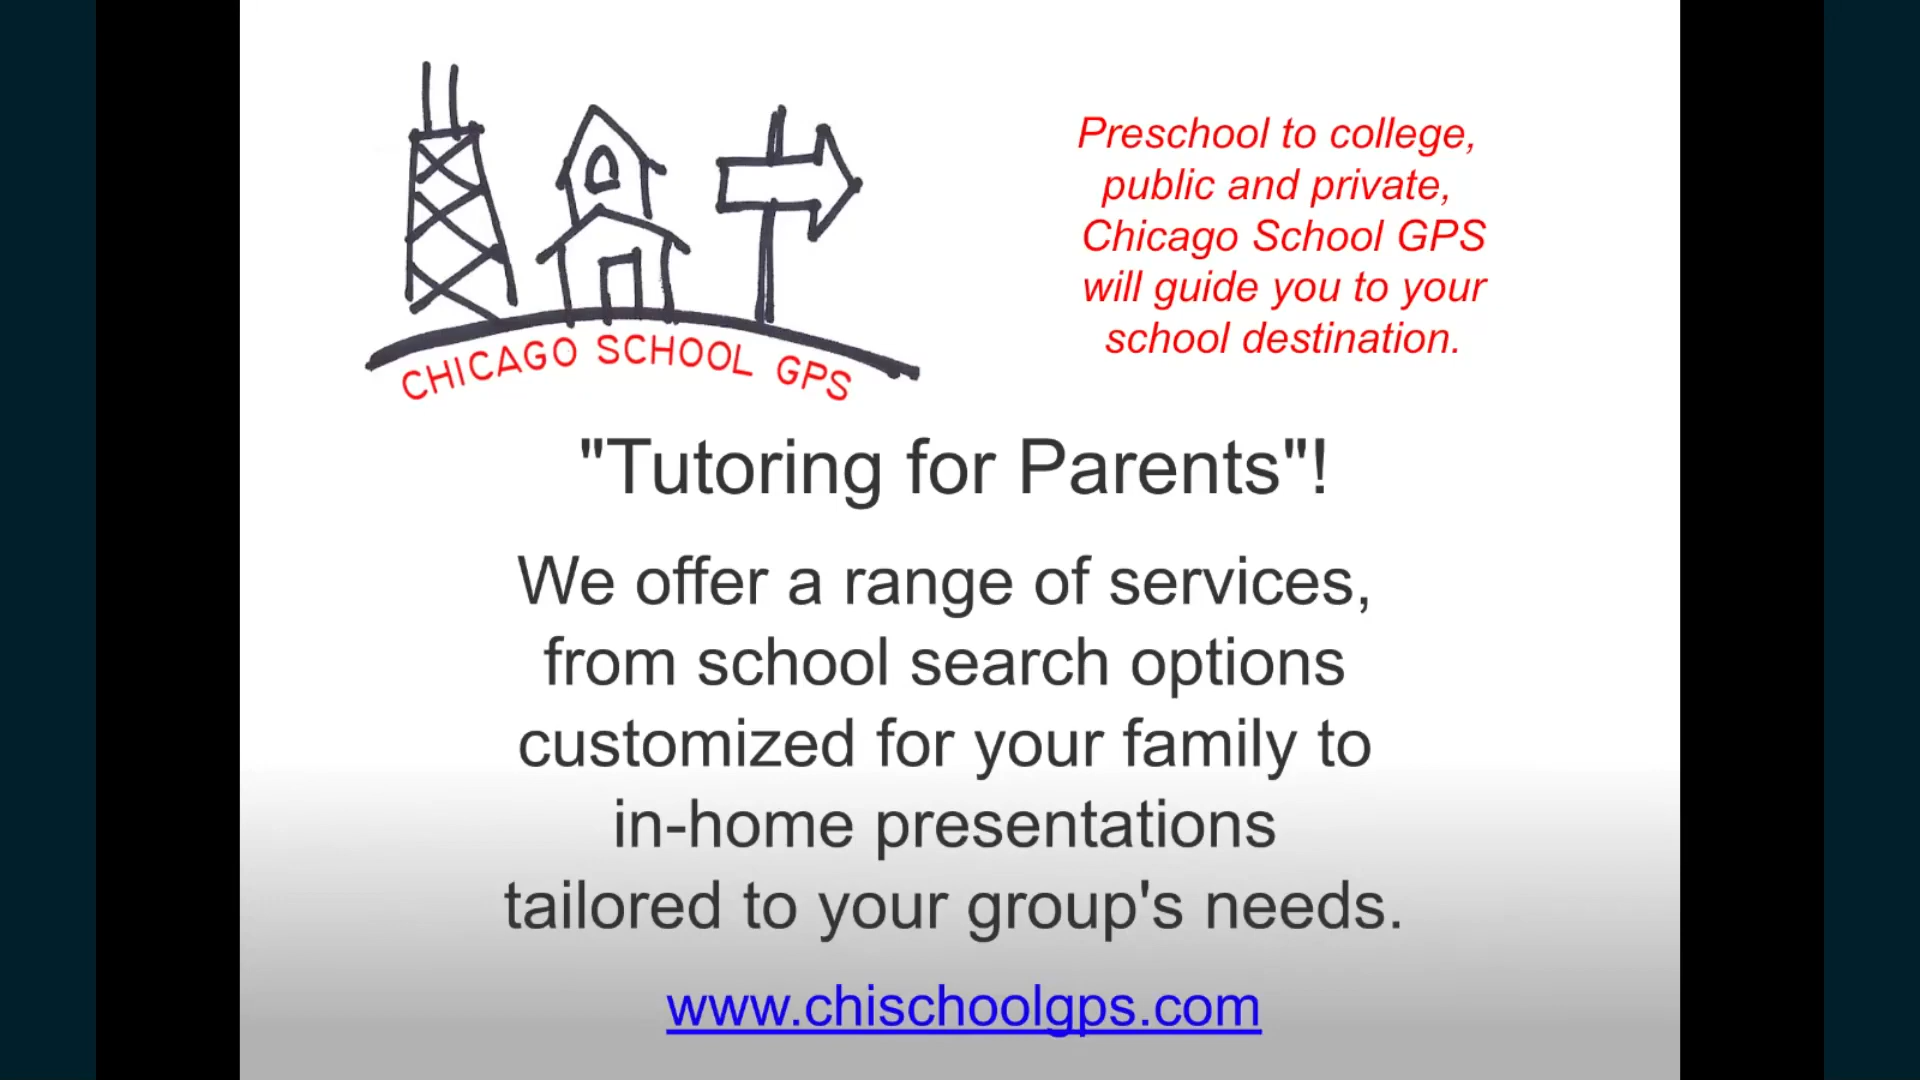 CHICAGO SCHOOL GPS
Preschool to college,
public and private,
Chicago School GPS
will guide you to your
school destination.
"Tutoring for Parents"!
We offer a range of services,
from school search options
customized for your family to
in-home presentations
tailored to your group's needs.
www.chischoolgps.com